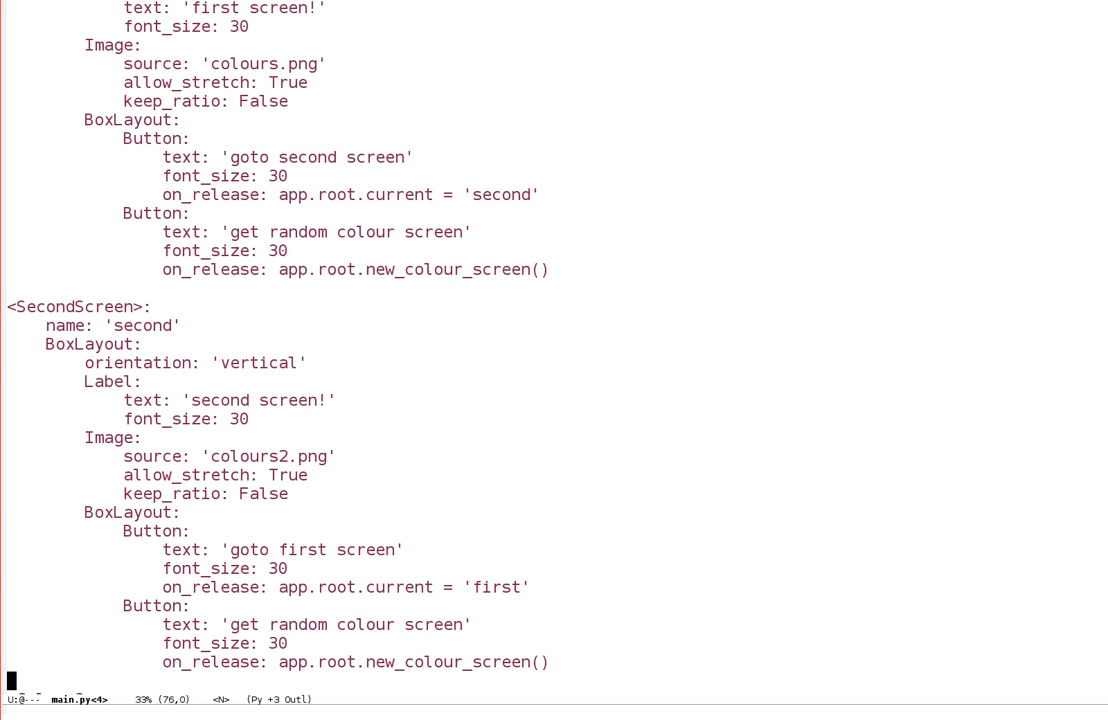 text: 'first screen!'
            font_size: 30
        Image:
            source: 'colours.png'
            allow_stretch: True
            keep_ratio: False
        BoxLayout:
            Button:
                text: 'goto second screen'
                font_size: 30
                on_release: app.root.current = 'second'
            Button:
                text: 'get random colour screen'
                font_size: 30
                on_release: app.root.new_colour_screen()

<SecondScreen>:
    name: 'second'
    BoxLayout:
        orientation: 'vertical'
        Label:
            text: 'second screen!'
            font_size: 30
        Image:
            source: 'colours2.png'
            allow_stretch: True
            keep_ratio: False
        BoxLayout:
            Button:
                text: 'goto first screen'
                font_size: 30
                on_release: app.root.current = 'first'
            Button:
                text: 'get random colour screen'
                font_size: 30
                on_release: app.root.new_colour_screen()
U:@--- main.py<4> 33% (76,0) <N> (Py +3 Outl)